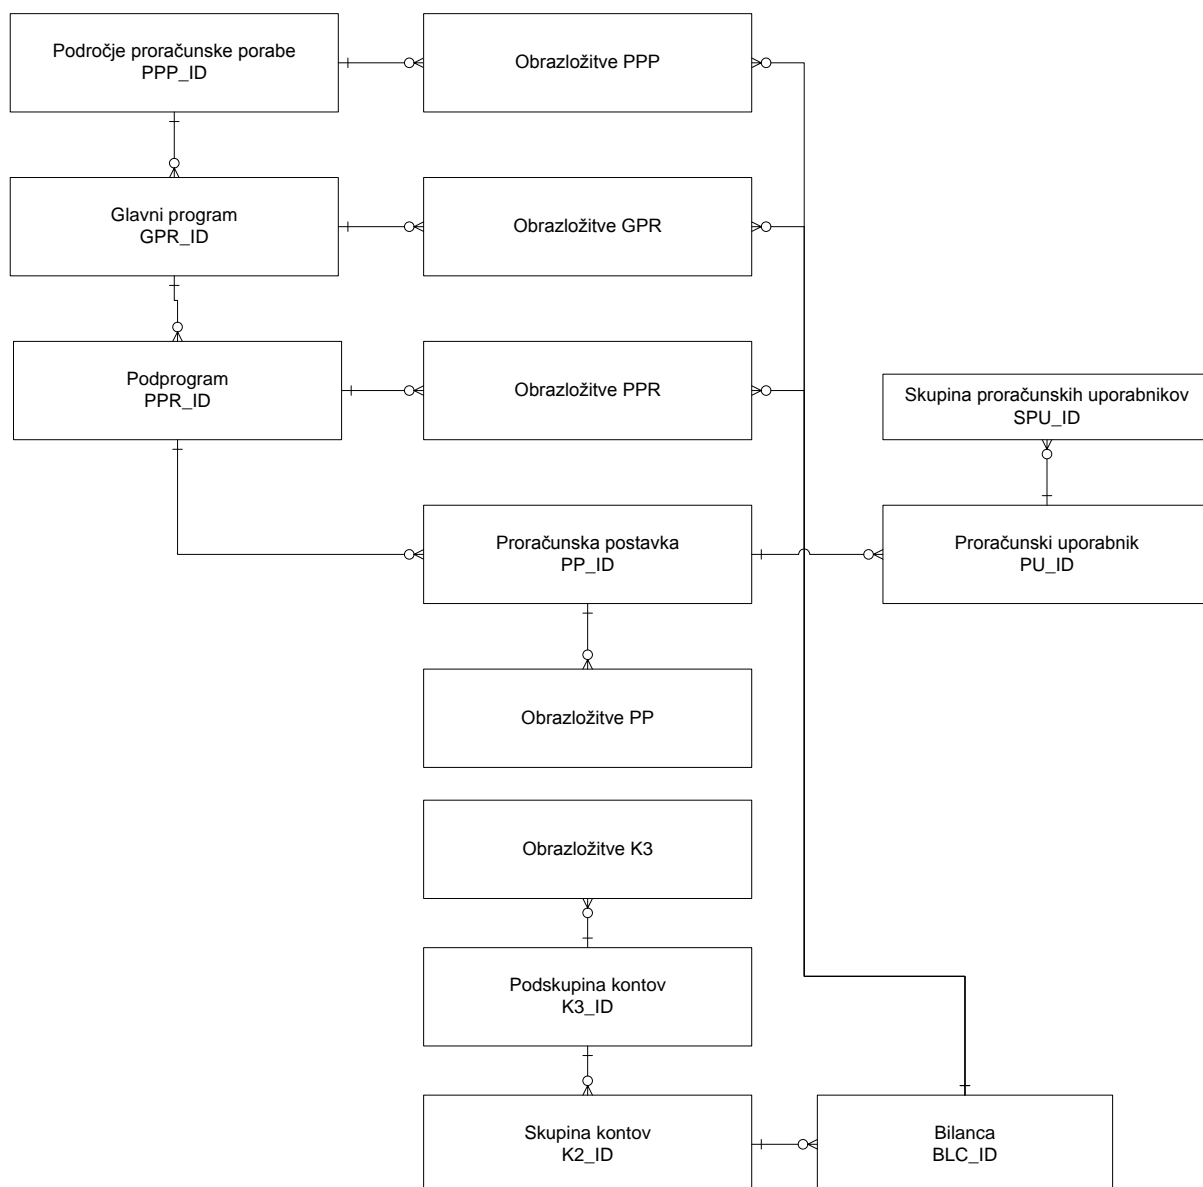 Področje proračunske porabe
PPP_ID
Obrazložitve PPP
Glavni program
GPR_ID
Obrazložitve GPR
Podprogram
PPR_ID
Obrazložitve PPR
Skupina proračunskih uporabnikov
SPU_ID
Proračunska postavka
PP_ID
Proračunski uporabnik
PU_ID
Obrazložitve PP
Obrazložitve K3
Podskupina kontov
K3_ID
Skupina kontov
K2_ID
Bilanca
BLC_ID